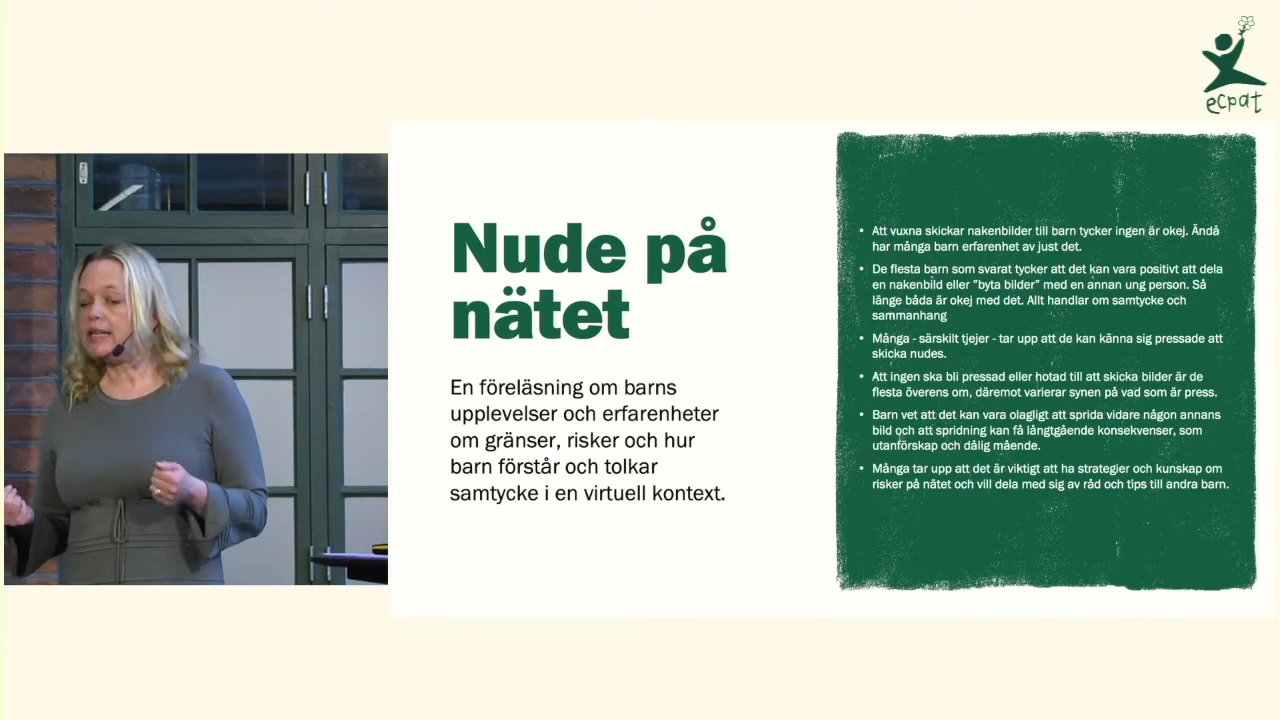 ecpat
Nude på
nätet
En föreläsning om barns
upplevelser och erfarenheter
om gränser, risker och hur
barn förstår och tolkar
samtycke i en virtuell kontext.
• Att vuxna skickar nakenbilder till barn tycker ingen är okej. Ändå
har många barn erfarenhet av just det.
• De flesta barn som svarat tycker att det kan vara positivt att dela
en nakenbild eller ”byta bilder” med en annan ung person. Så
länge båda är okej med det. Allt handlar om samtycke och
sammanhang
• Många - särskilt tjejer - tar upp att de kan känna sig pressade att
skicka nudes.
• Att ingen ska bli pressad eller hotad till att skicka bilder är de
flesta överens om, däremot varierar synen på vad som är press.
• Barn vet att det kan vara olagligt att sprida vidare någon annans
bild och att spridning kan få långtgående konsekvenser, som
utanförskap och dålig mående.
• Många tar upp att det är viktigt att ha strategier och kunskap om
risker på nätet och vill dela med sig av råd och tips till andra barn.